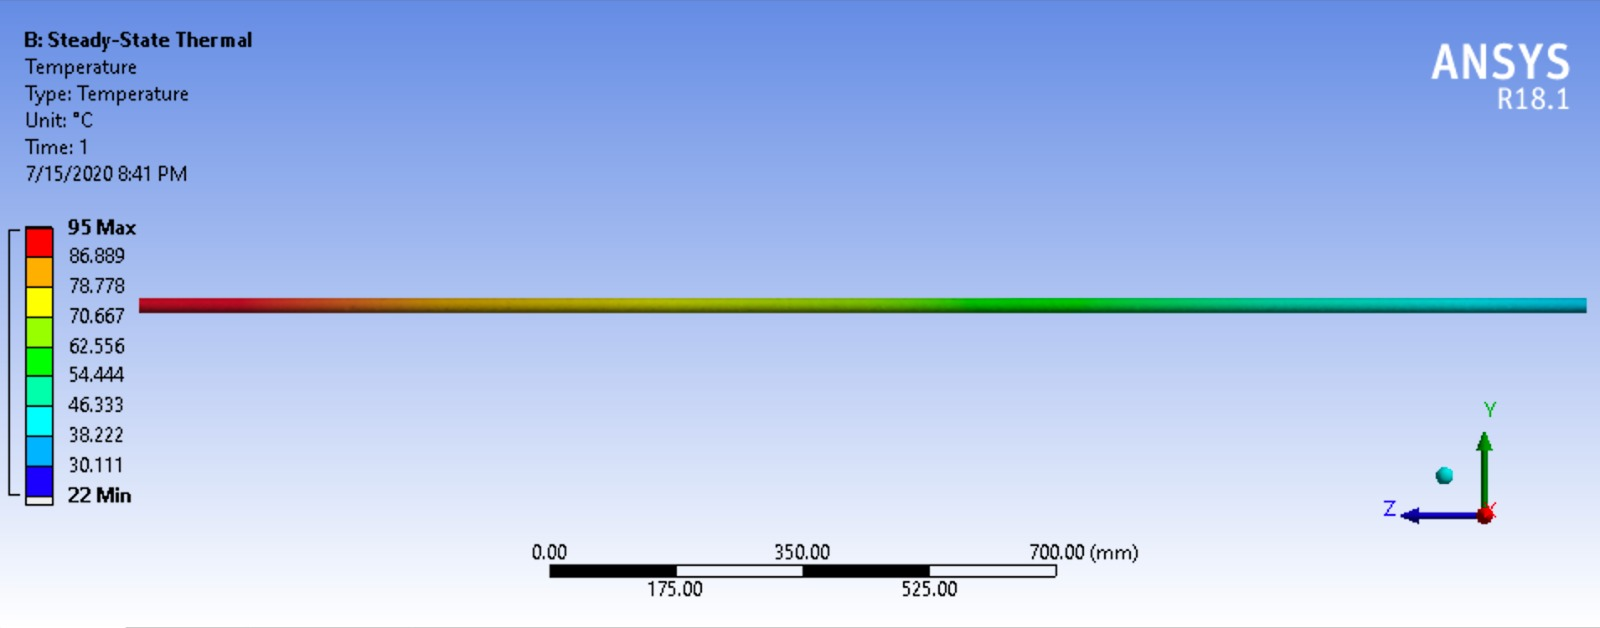 B: Steady-State Thermal
Temperature
Type: Temperature
Unit: °C
Time: 1
7/15/2020 8:41 PM
ANSYS
R18.1
95 Max
86.889
78.778
70.667
62.556
54.444
46.333
38.222
30.111
22 Min
0.00 350.00 700.00 (mm)
175.00 525.00
Y
Z X